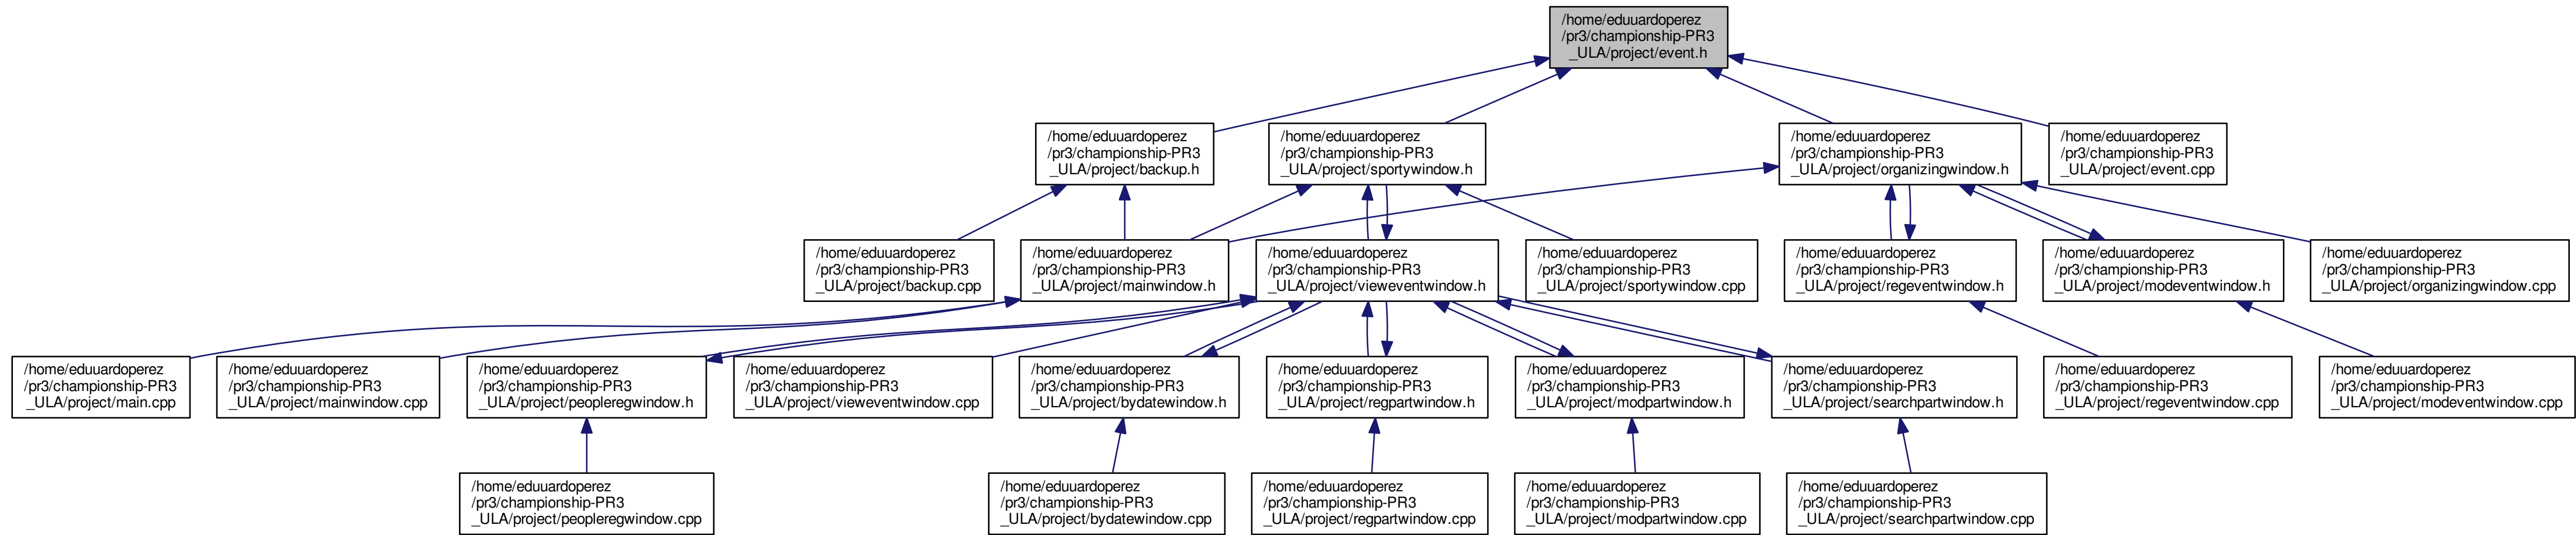 /home/eduuardoperez
/pr3/championship-PR3
_ULA/project/event.h
/home/eduuardoperez
/pr3/championship-PR3
_ULA/project/backup.h
/home/eduuardoperez
/pr3/championship-PR3
_ULA/project/sportywindow.h
/home/eduuardoperez
/pr3/championship-PR3
_ULA/project/organizingwindow.h
/home/eduuardoperez
/pr3/championship-PR3
_ULA/project/event.cpp
/home/eduuardoperez
/pr3/championship-PR3
_ULA/project/backup.cpp
/home/eduuardoperez
/pr3/championship-PR3
_ULA/project/mainwindow.h
/home/eduuardoperez
/pr3/championship-PR3
_ULA/project/vieweventwindow.h
/home/eduuardoperez
/pr3/championship-PR3
_ULA/project/sportywindow.cpp
/home/eduuardoperez
/pr3/championship-PR3
_ULA/project/regeventwindow.h
/home/eduuardoperez
/pr3/championship-PR3
_ULA/project/modeventwindow.h
/home/eduuardoperez
/pr3/championship-PR3
_ULA/project/organizingwindow.cpp
/home/eduuardoperez
/pr3/championship-PR3
_ULA/project/main.cpp
/home/eduuardoperez
/pr3/championship-PR3
_ULA/project/mainwindow.cpp
/home/eduuardoperez
/pr3/championship-PR3
_ULA/project/peopleregwindow.h
/home/eduuardoperez
/pr3/championship-PR3
_ULA/project/vieweventwindow.cpp
/home/eduuardoperez
/pr3/championship-PR3
_ULA/project/bydatewindow.h
/home/eduuardoperez
/pr3/championship-PR3
_ULA/project/regpartwindow.h
/home/eduuardoperez
/pr3/championship-PR3
_ULA/project/modpartwindow.h
/home/eduuardoperez
/pr3/championship-PR3
_ULA/project/searchpartwindow.h
/home/eduuardoperez
/pr3/championship-PR3
_ULA/project/regeventwindow.cpp
/home/eduuardoperez
/pr3/championship-PR3
_ULA/project/modeventwindow.cpp
/home/eduuardoperez
/pr3/championship-PR3
_ULA/project/peopleregwindow.cpp
/home/eduuardoperez
/pr3/championship-PR3
_ULA/project/bydatewindow.cpp
/home/eduuardoperez
/pr3/championship-PR3
_ULA/project/regpartwindow.cpp
/home/eduuardoperez
/pr3/championship-PR3
_ULA/project/modpartwindow.cpp
/home/eduuardoperez
/pr3/championship-PR3
_ULA/project/searchpartwindow.cpp